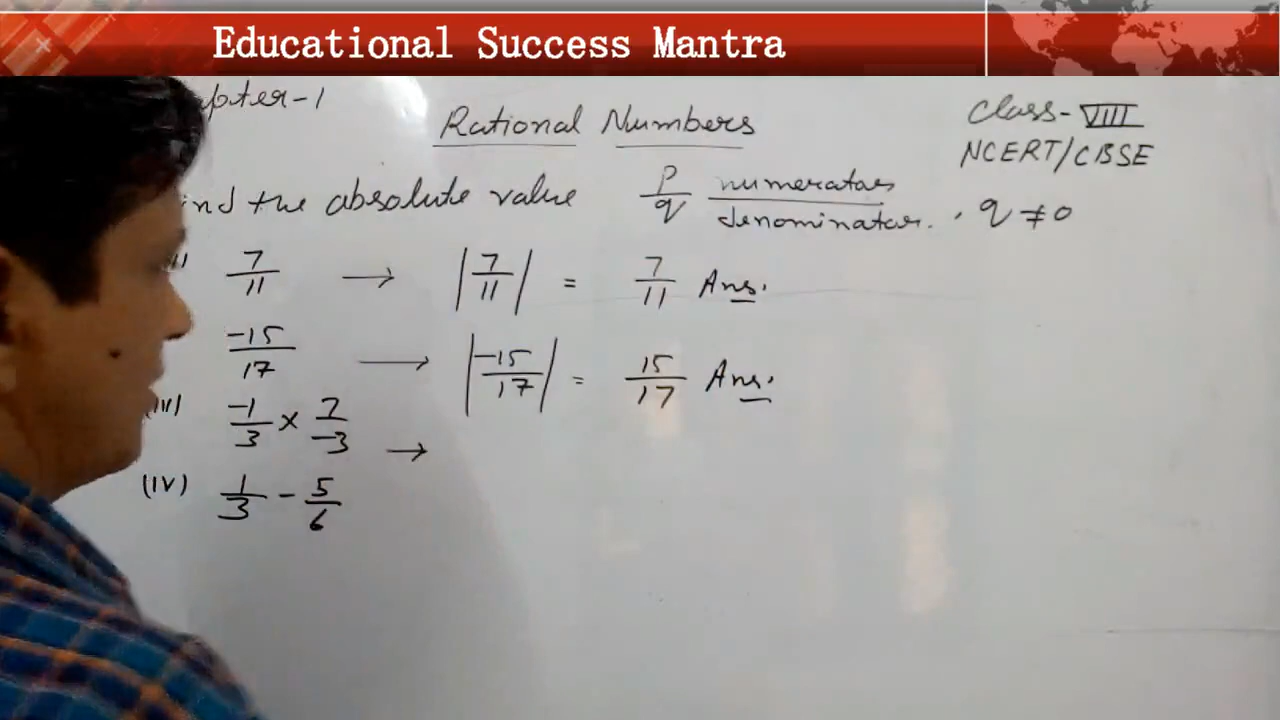 Educational Success Mantra
pter-1
Rational Numbers
Class-VIII
NCERT/CBSE
ind the absolute value p/q numerator/denominator. , q ≠ 0
7/11 → |7/11| = 7/11 Ans.
-15/17 → |-15/17| = 15/17 Ans.
-1/3 × 7/-3 →
(iv) 1/3 - 5/6